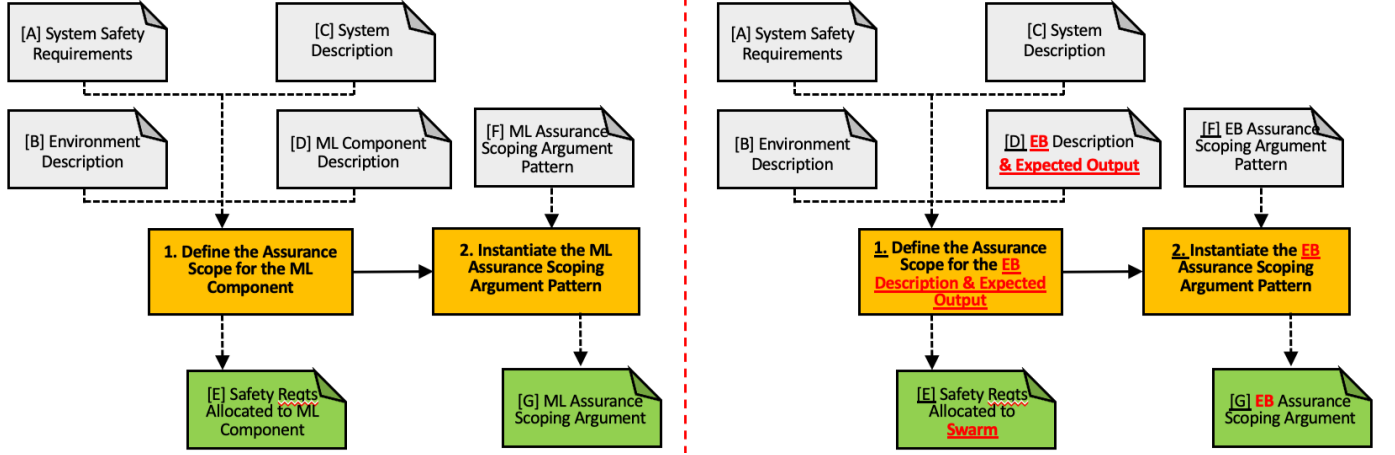 [A] System Safety
Requirements
[C] System
Description
[B] Environment
Description
[D] ML Component
Description
[F] ML Assurance
Scoping Argument
Pattern
1. Define the Assurance
Scope for the ML
Component
2. Instantiate the ML
Assurance Scoping
Argument Pattern
[E] Safety Reqts
Allocated to ML
Component
[G] ML Assurance
Scoping Argument
[A] System Safety
Requirements
[C] System
Description
[B] Environment
Description
[D] EB Description
& Expected Output
[F] EB Assurance
Scoping Argument
Pattern
1. Define the Assurance
Scope for the EB
Description & Expected
Output
2. Instantiate the EB
Assurance Scoping
Argument Pattern
[E] Safety Reqts
Allocated to
Swarm
[G] EB Assurance
Scoping Argument